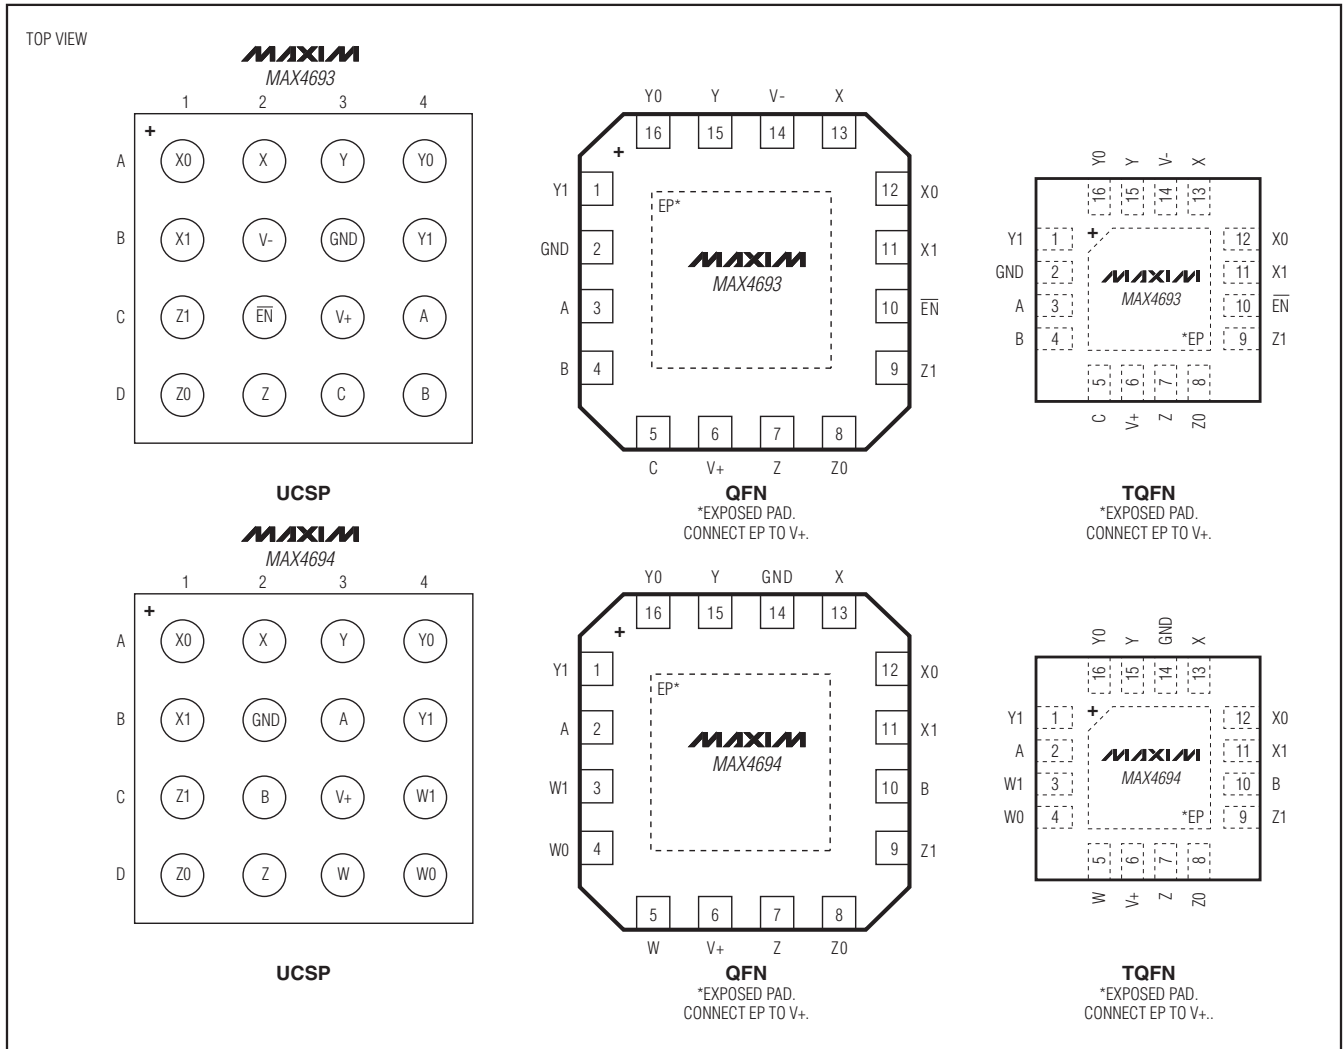 TOP VIEW
MAXIM
MAX4693
1 2 3 4
+
A X0 X Y Y0
B X1 V- GND Y1
C Z1 EN V+ A
D Z0 Z C B
UCSP
Y0 Y V- X
16 15 14 13
+
Y1 1 12 X0
EP*
GND 2 11 X1
MAXIM
MAX4693
A 3 10 EN
B 4 9 Z1
5 6 7 8
C V+ Z Z0
QFN
*EXPOSED PAD.
CONNECT EP TO V+.
Y0 Y V- X
16 15 14 13
+
Y1 1 12 X0
GND 2 11 X1
MAXIM
MAX4693
A 3 10 EN
B 4 *EP 9 Z1
5 6 7 8
C V+ Z Z0
TQFN
*EXPOSED PAD.
CONNECT EP TO V+.
MAXIM
MAX4694
1 2 3 4
+
A X0 X Y Y0
B X1 GND A Y1
C Z1 B V+ W1
D Z0 Z W W0
UCSP
Y0 Y GND X
16 15 14 13
+
Y1 1 12 X0
EP*
A 2 11 X1
MAXIM
MAX4694
W1 3 10 B
W0 4 9 Z1
5 6 7 8
W V+ Z Z0
QFN
*EXPOSED PAD.
CONNECT EP TO V+.
Y0 Y GND X
16 15 14 13
+
Y1 1 12 X0
A 2 11 X1
MAXIM
MAX4694
W1 3 10 B
W0 4 *EP 9 Z1
5 6 7 8
W V+ Z Z0
TQFN
*EXPOSED PAD.
CONNECT EP TO V+..